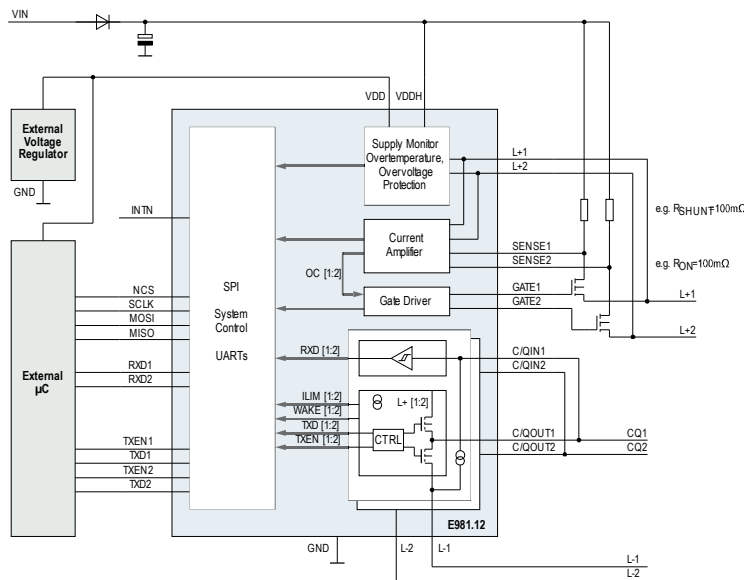 VIN
VDD
VDDH
External
Voltage
Regulator
GND
Supply Monitor
Overtemperature,
Overvoltage
Protection
L+1
L+2
e.g. RSHUNT=100mΩ
INTN
Current
Amplifier
SENSE1
SENSE2
e.g. RON=100mΩ
OC [1:2]
SPI
System
Control
UARTs
Gate Driver
GATE1
GATE2
L+1
L+2
NCS
SCLK
MOSI
MISO
External
µC
RXD1
RXD2
RXD [1:2]
C/QIN1
C/QIN2
ILIM [1:2]
WAKE [1:2]
TXD [1:2]
TXEN [1:2]
L+ [1:2]
CTRL
C/QOUT1
C/QOUT2
CQ1
CQ2
TXEN1
TXD1
TXEN2
TXD2
E981.12
GND
L-2
L-1
L-1
L-2